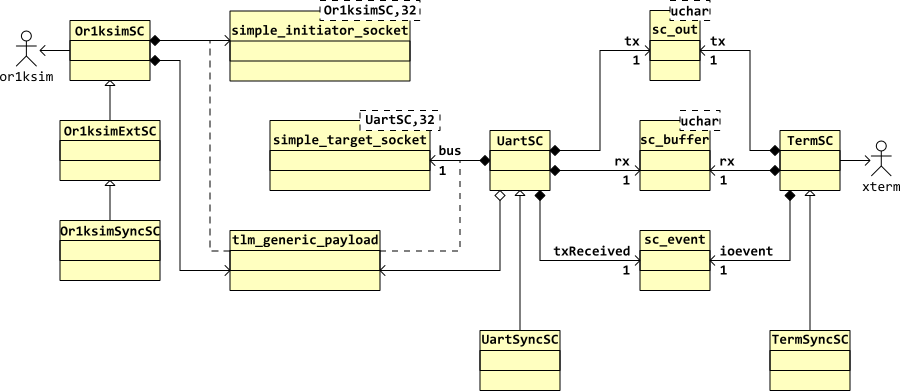 Or1ksimSC
Or1ksimSC,32
simple_initiator_socket
uchar
sc_out
or1ksim
tx
1
tx
1
Or1ksimExtSC
UartSC,32
simple_target_socket
bus
1
UartSC
uchar
sc_buffer
rx
1
rx
1
TermSC
xterm
Or1ksimSyncSC
tlm_generic_payload
sc_event
txReceived
1
ioevent
1
UartSyncSC
TermSyncSC